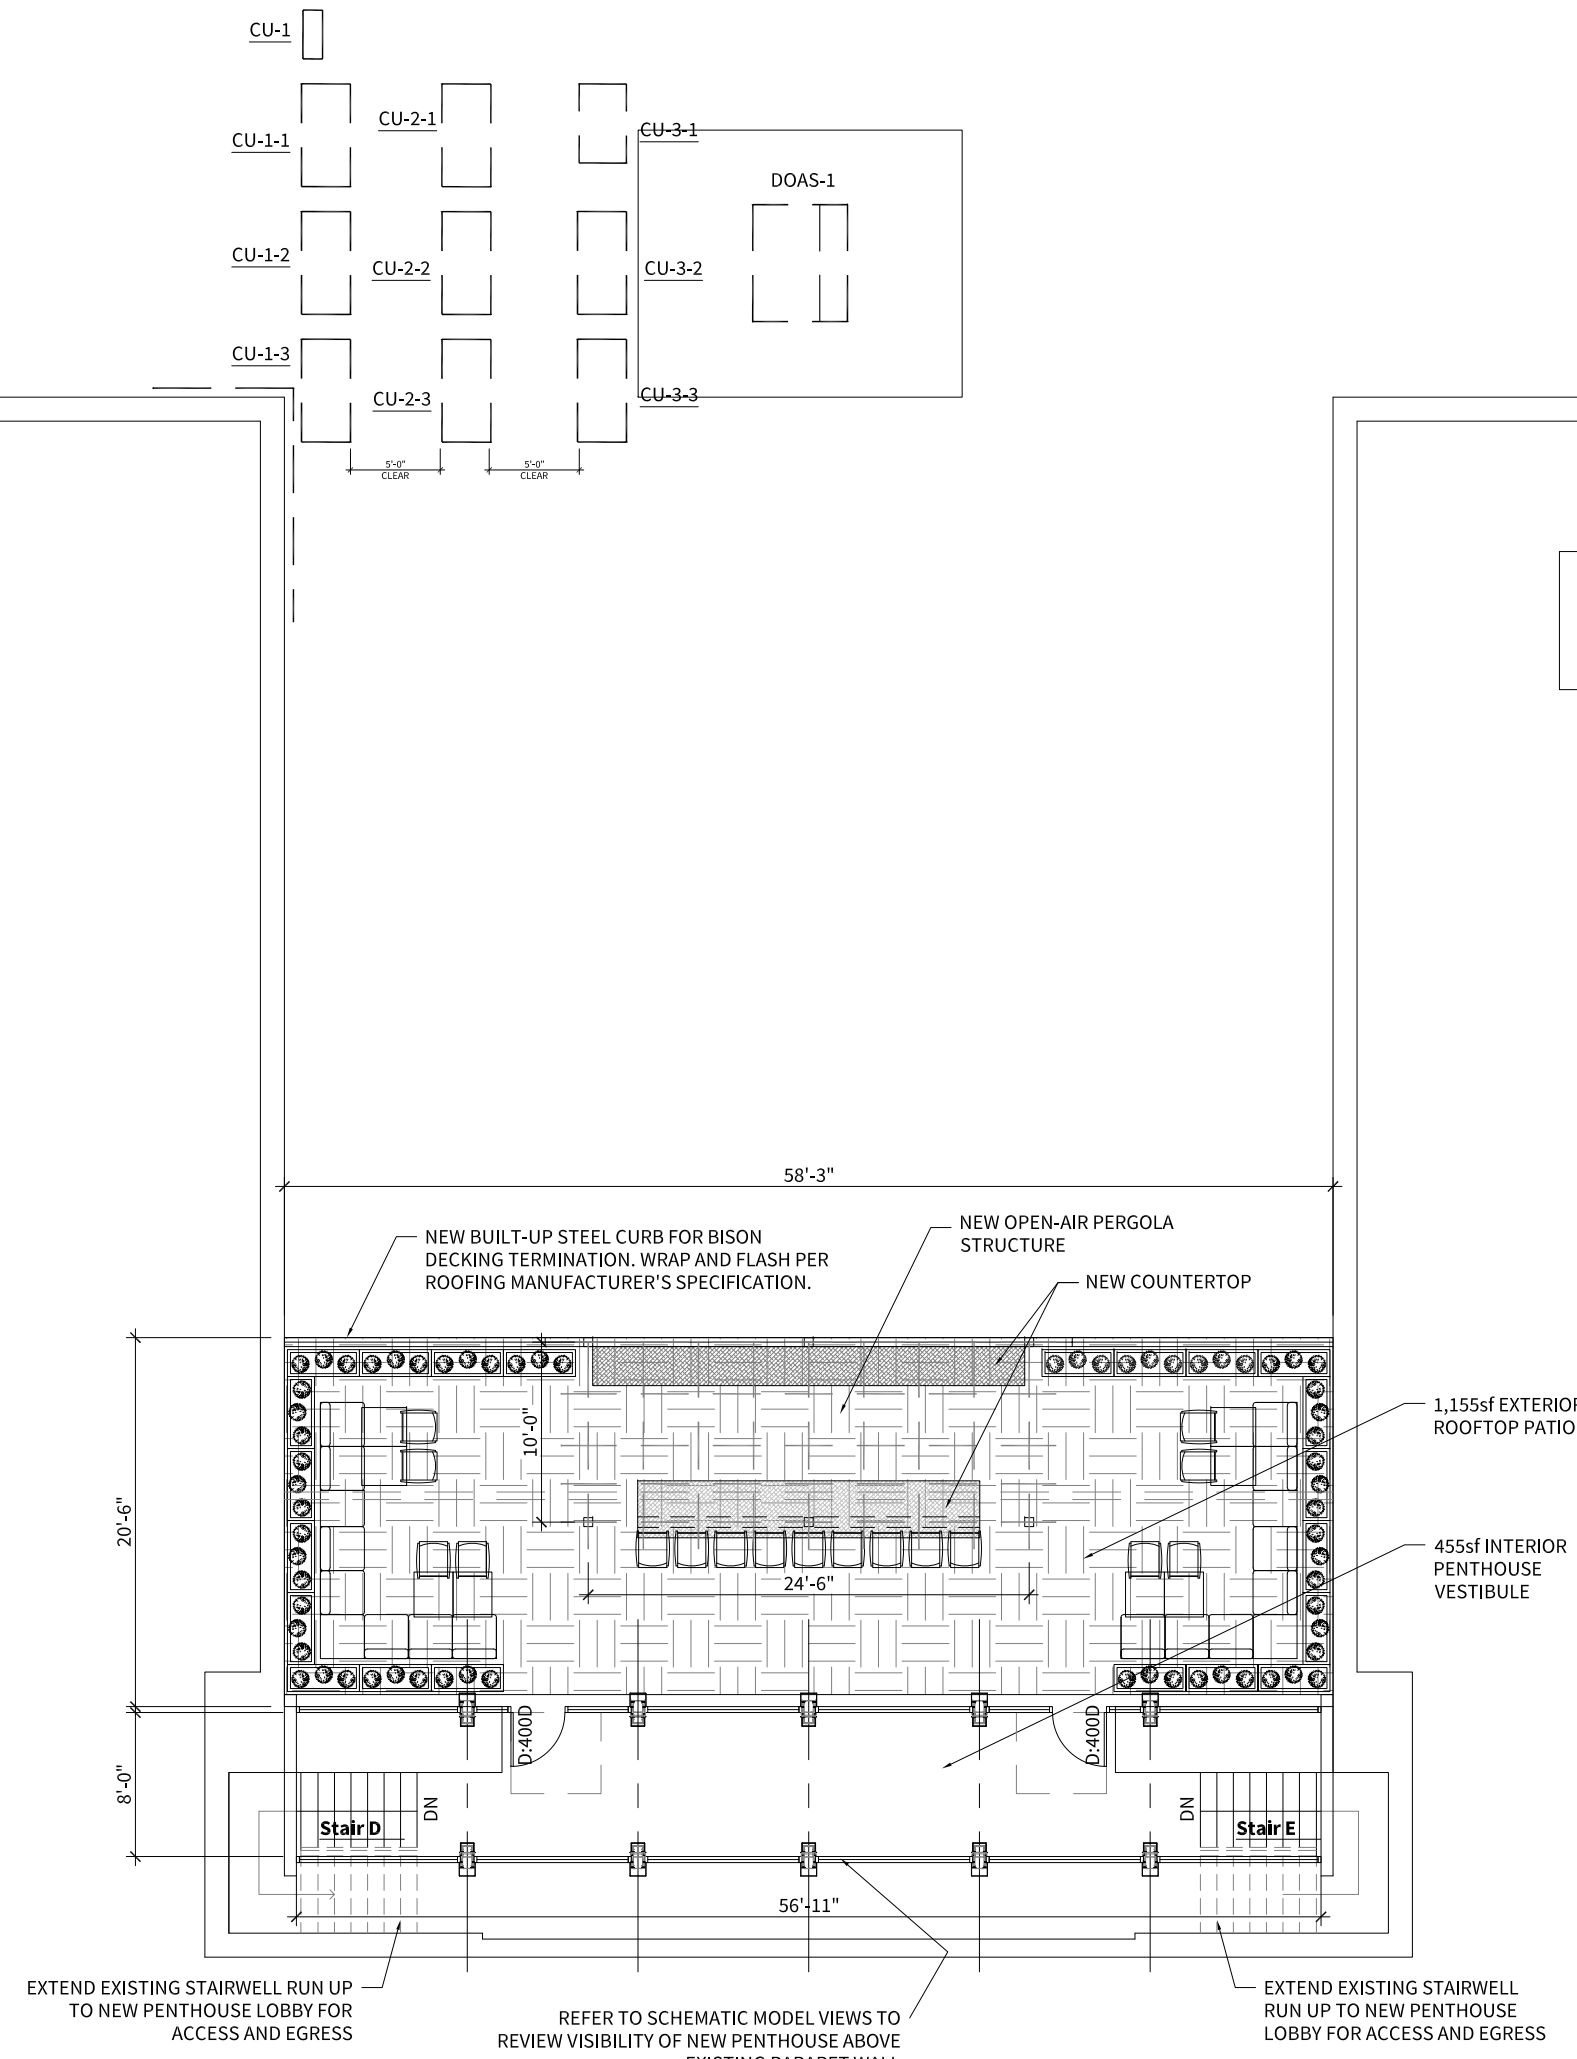 CU-1
CU-1-1
CU-2-1
CU-3-1
DOAS-1
CU-1-2
CU-2-2
CU-3-2
CU-1-3
CU-2-3
CU-3-3
5'-0"
CLEAR
5'-0"
CLEAR
58'-3"
NEW BUILT-UP STEEL CURB FOR BISON
DECKING TERMINATION. WRAP AND FLASH PER
ROOFING MANUFACTURER'S SPECIFICATION.
NEW OPEN-AIR PERGOLA
STRUCTURE
NEW COUNTERTOP
10'-0"
20'-6"
24'-6"
1,155sf EXTERIOR
ROOFTOP PATIO
455sf INTERIOR
PENTHOUSE
VESTIBULE
D:400D
D:400D
8'-0"
DN
DN
Stair D
Stair E
56'-11"
EXTEND EXISTING STAIRWELL RUN UP
TO NEW PENTHOUSE LOBBY FOR
ACCESS AND EGRESS
REFER TO SCHEMATIC MODEL VIEWS TO
REVIEW VISIBILITY OF NEW PENTHOUSE ABOVE
EXISTING PARAPET WALL
EXTEND EXISTING STAIRWELL
RUN UP TO NEW PENTHOUSE
LOBBY FOR ACCESS AND EGRESS